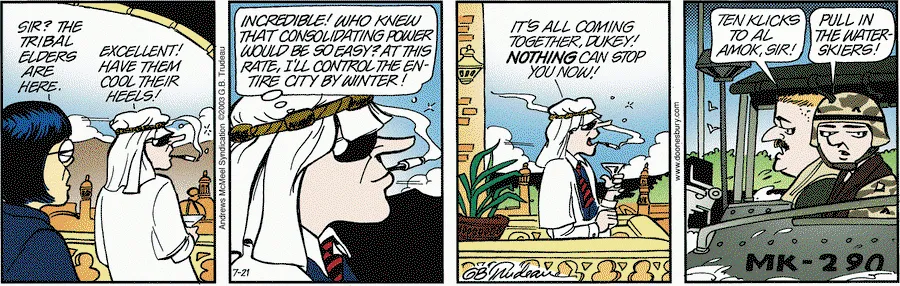 SIR? THE
TRIBAL
ELDERS
ARE
HERE.
EXCELLENT!
HAVE THEM
COOL THEIR
HEELS!
Andrews McMeel Syndication ©2003 G.B. Trudeau
INCREDIBLE! WHO KNEW
THAT CONSOLIDATING POWER
WOULD BE SO EASY? AT THIS
RATE, I'LL CONTROL THE EN-
TIRE CITY BY WINTER!
7-21
IT'S ALL COMING
TOGETHER, DUKEY!
NOTHING CAN STOP
YOU NOW!
GB Trudeau
www.doonesbury.com
TEN KLICKS
TO AL
AMOK, SIR!
PULL IN
THE WATER-
SKIERS!
MK-290